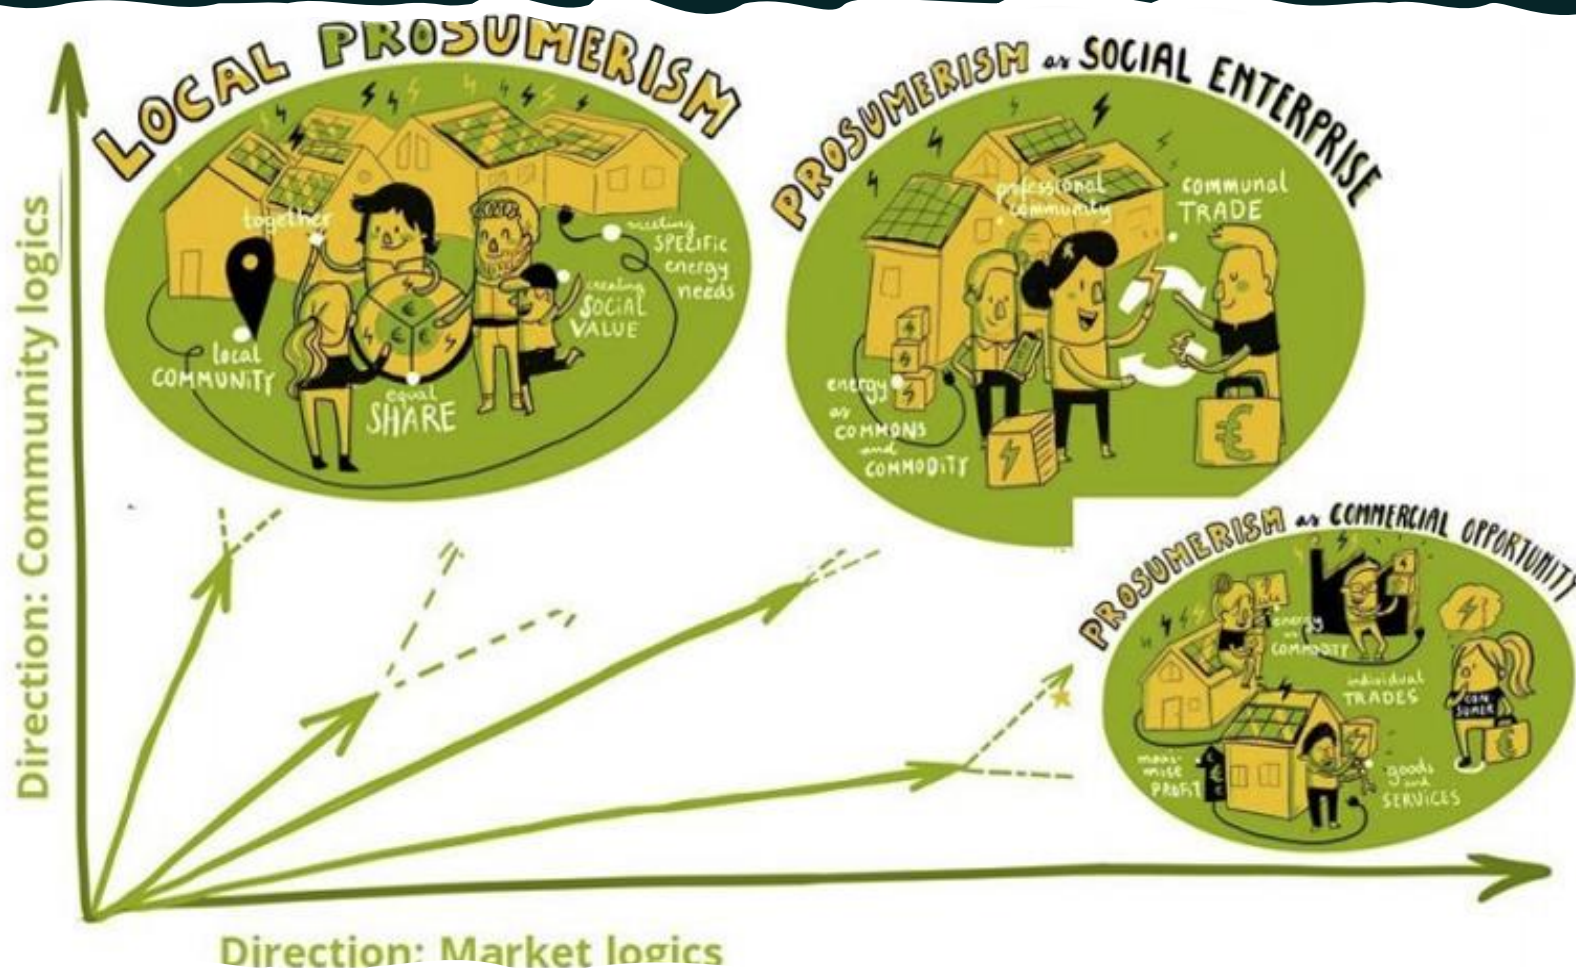 LOCAL PROSUMERISM
together
local
COMMUNITY
equal
SHARE
creating
SOCIAL
VALUE
meeting
SPECIFIC
energy
needs
€
€ €
PROSUMERISM as SOCIAL ENTERPRISE
professional
community
COMMUNAL
TRADE
energy
as
COMMONS
and
COMMODITY
€
PROSUMERISM as COMMERCIAL OPPORTUNITY
energy
as
COMMODITY
individual
TRADES
CON
SUMER
€
maxi-
mise
PROFIT
€
€
goods
and
SERVICES
Direction: Community logics
Direction: Market logics